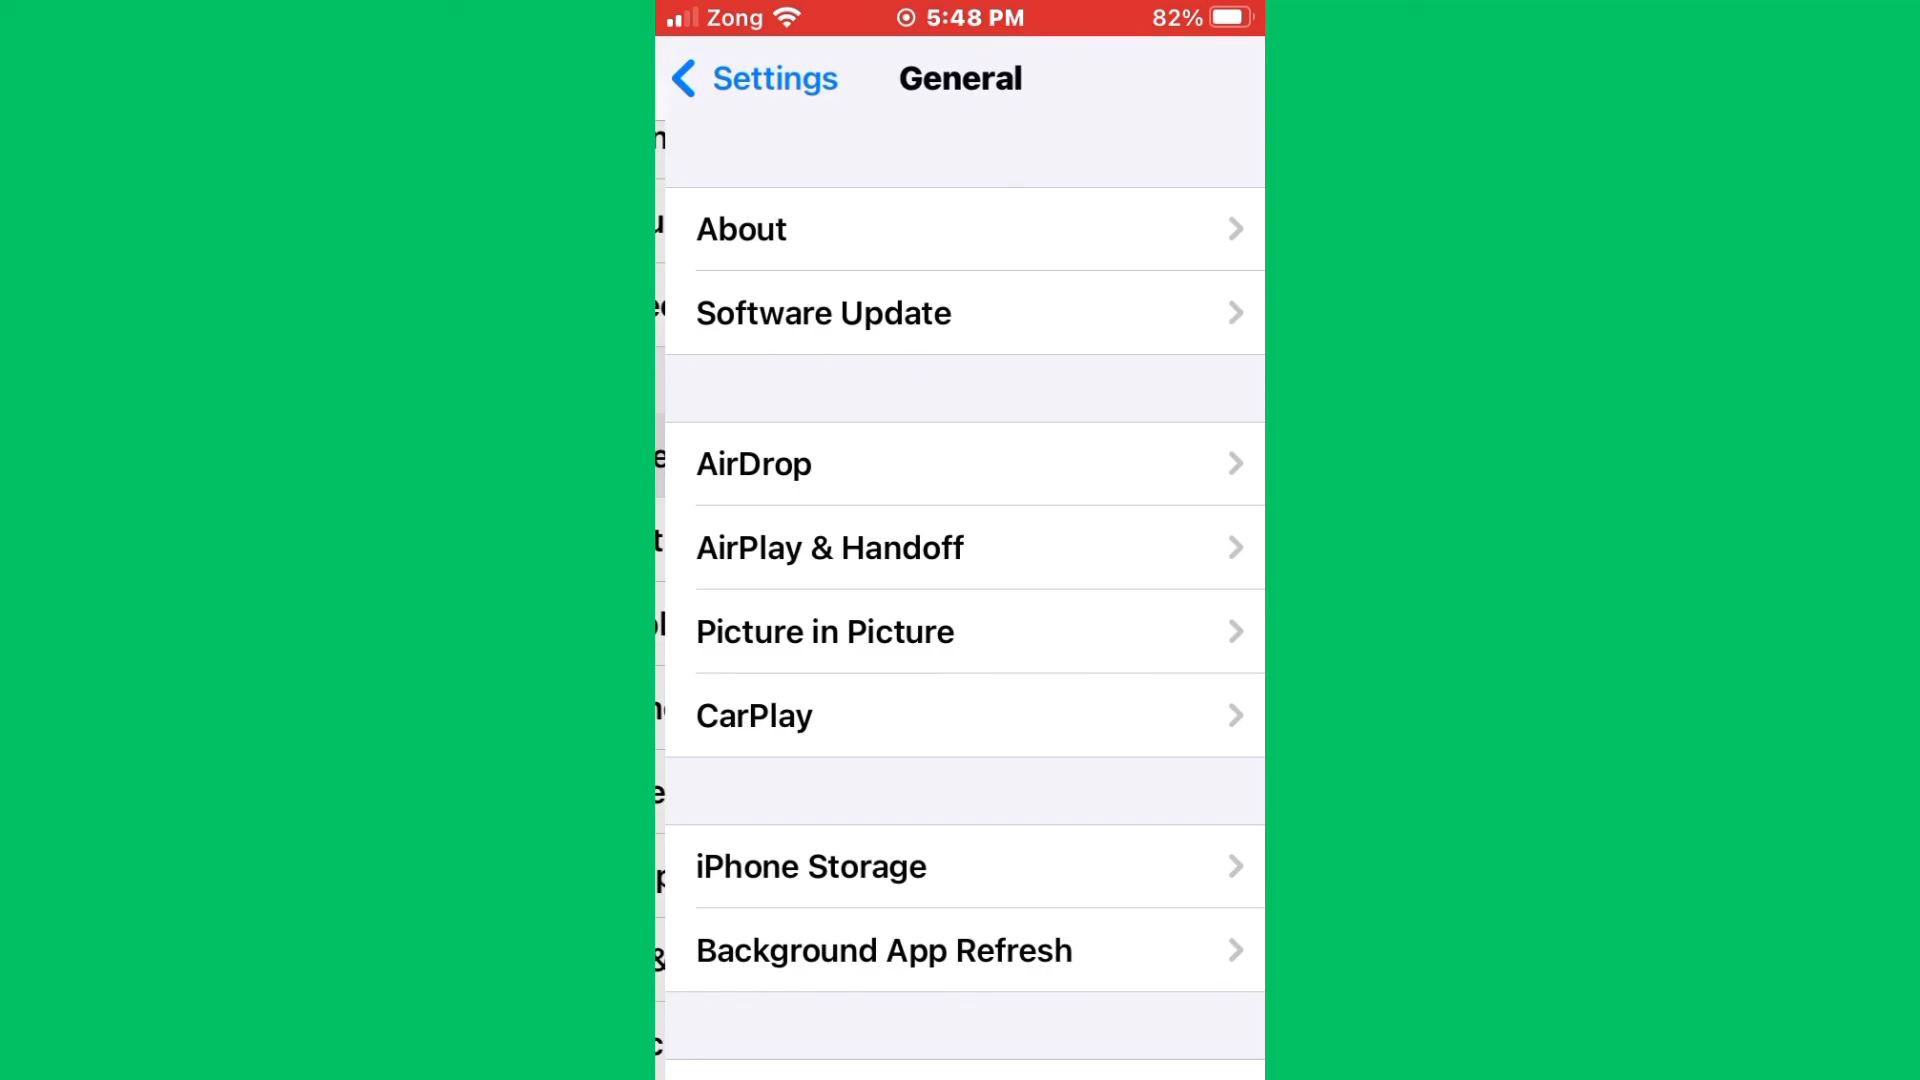 Zong 5:48 PM 82%
Settings General
About
Software Update
AirDrop
AirPlay & Handoff
Picture in Picture
CarPlay
iPhone Storage
Background App Refresh